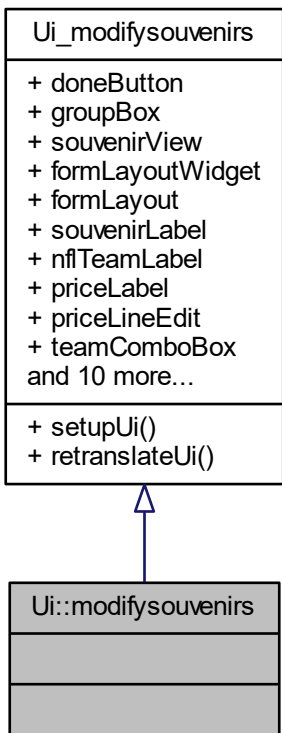 Ui_modifysouvenirs
+ doneButton
+ groupBox
+ souvenirView
+ formLayoutWidget
+ formLayout
+ souvenirLabel
+ nflTeamLabel
+ priceLabel
+ priceLineEdit
+ teamComboBox
and 10 more...
+ setupUi()
+ retranslateUi()
Ui::modifysouvenirs